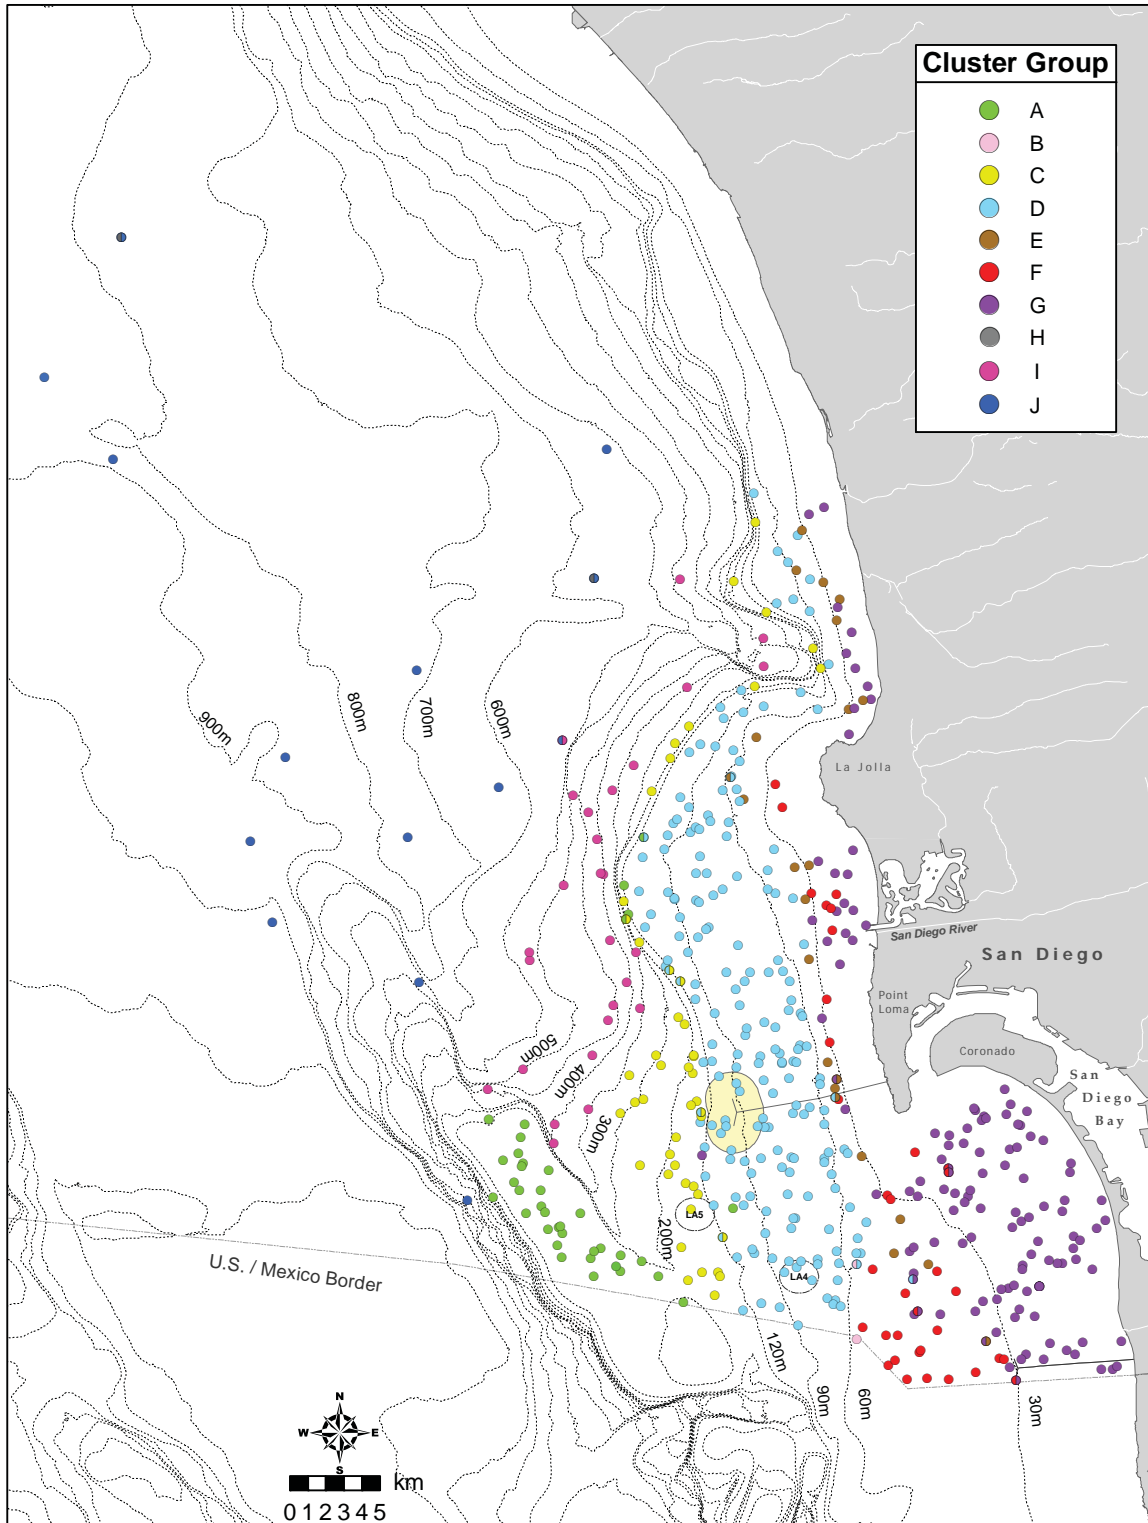 Cluster Group
A
B
C
D
E
F
G
H
I
J
900m
800m
700m
600m
La Jolla
San Diego River
San Diego
Point
Loma
Coronado
San
Diego
Bay
500m
400m
300m
200m
LA5
LA4
U.S. / Mexico Border
120m
90m
60m
30m
N
W
E
S
km
0 1 2 3 4 5